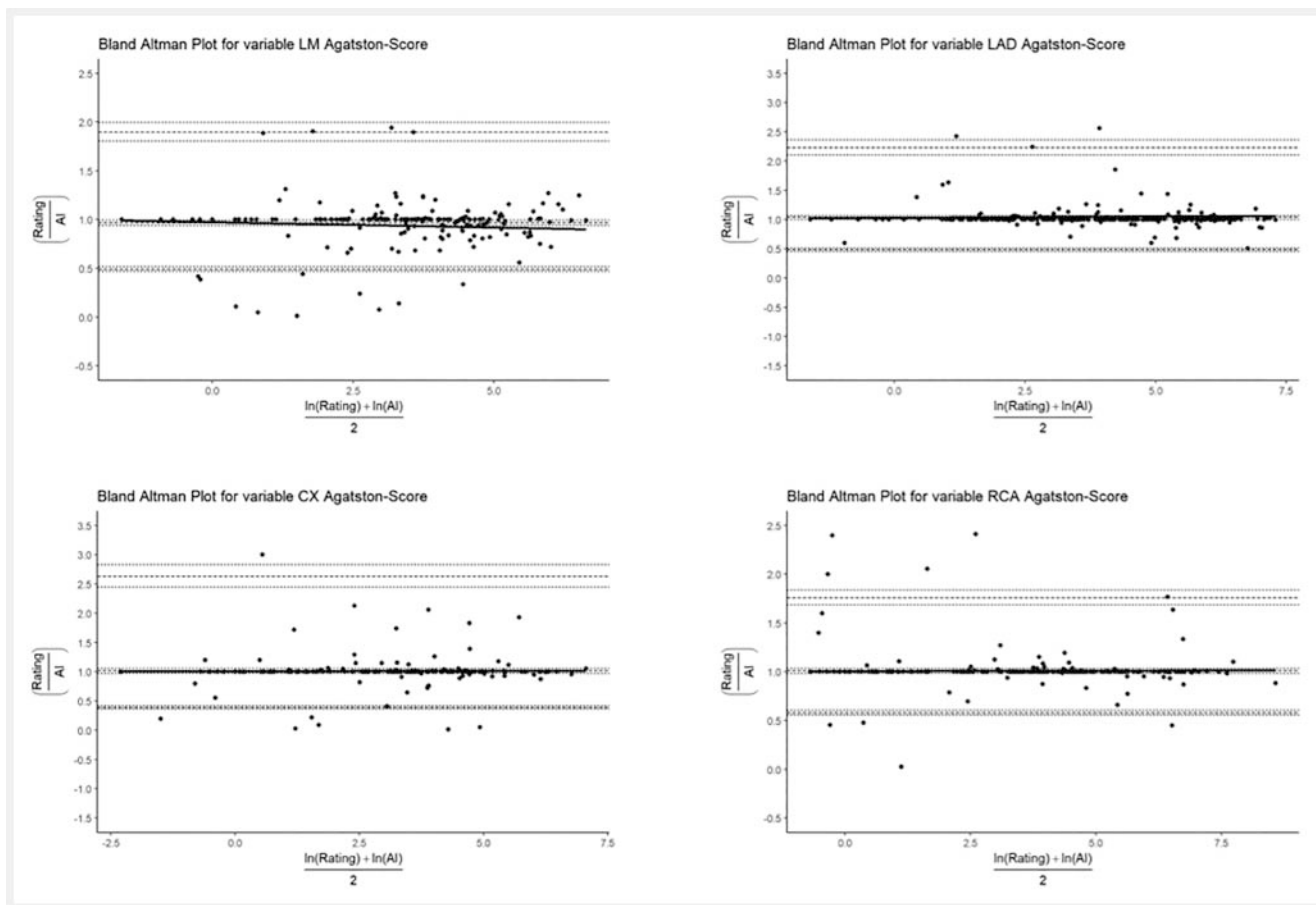 Bland Altman Plot for variable LM Agatston-Score
2.5
2.0
1.5
1.0
0.5
0.0
-0.5
(Rating/AI)
0.0 2.5 5.0
ln(Rating) + ln(AI)
2
Bland Altman Plot for variable LAD Agatston-Score
3.5
3.0
2.5
2.0
1.5
1.0
0.5
0.0
-0.5
-1.0
-1.5
(Rating/AI)
0.0 2.5 5.0 7.5
ln(Rating) + ln(AI)
2
Bland Altman Plot for variable CX Agatston-Score
3.5
3.0
2.5
2.0
1.5
1.0
0.5
0.0
-0.5
-1.0
-1.5
(Rating/AI)
-2.5 0.0 2.5 5.0 7.5
ln(Rating) + ln(AI)
2
Bland Altman Plot for variable RCA Agatston-Score
2.5
2.0
1.5
1.0
0.5
0.0
-0.5
(Rating/AI)
0.0 2.5 5.0 7.5
ln(Rating) + ln(AI)
2